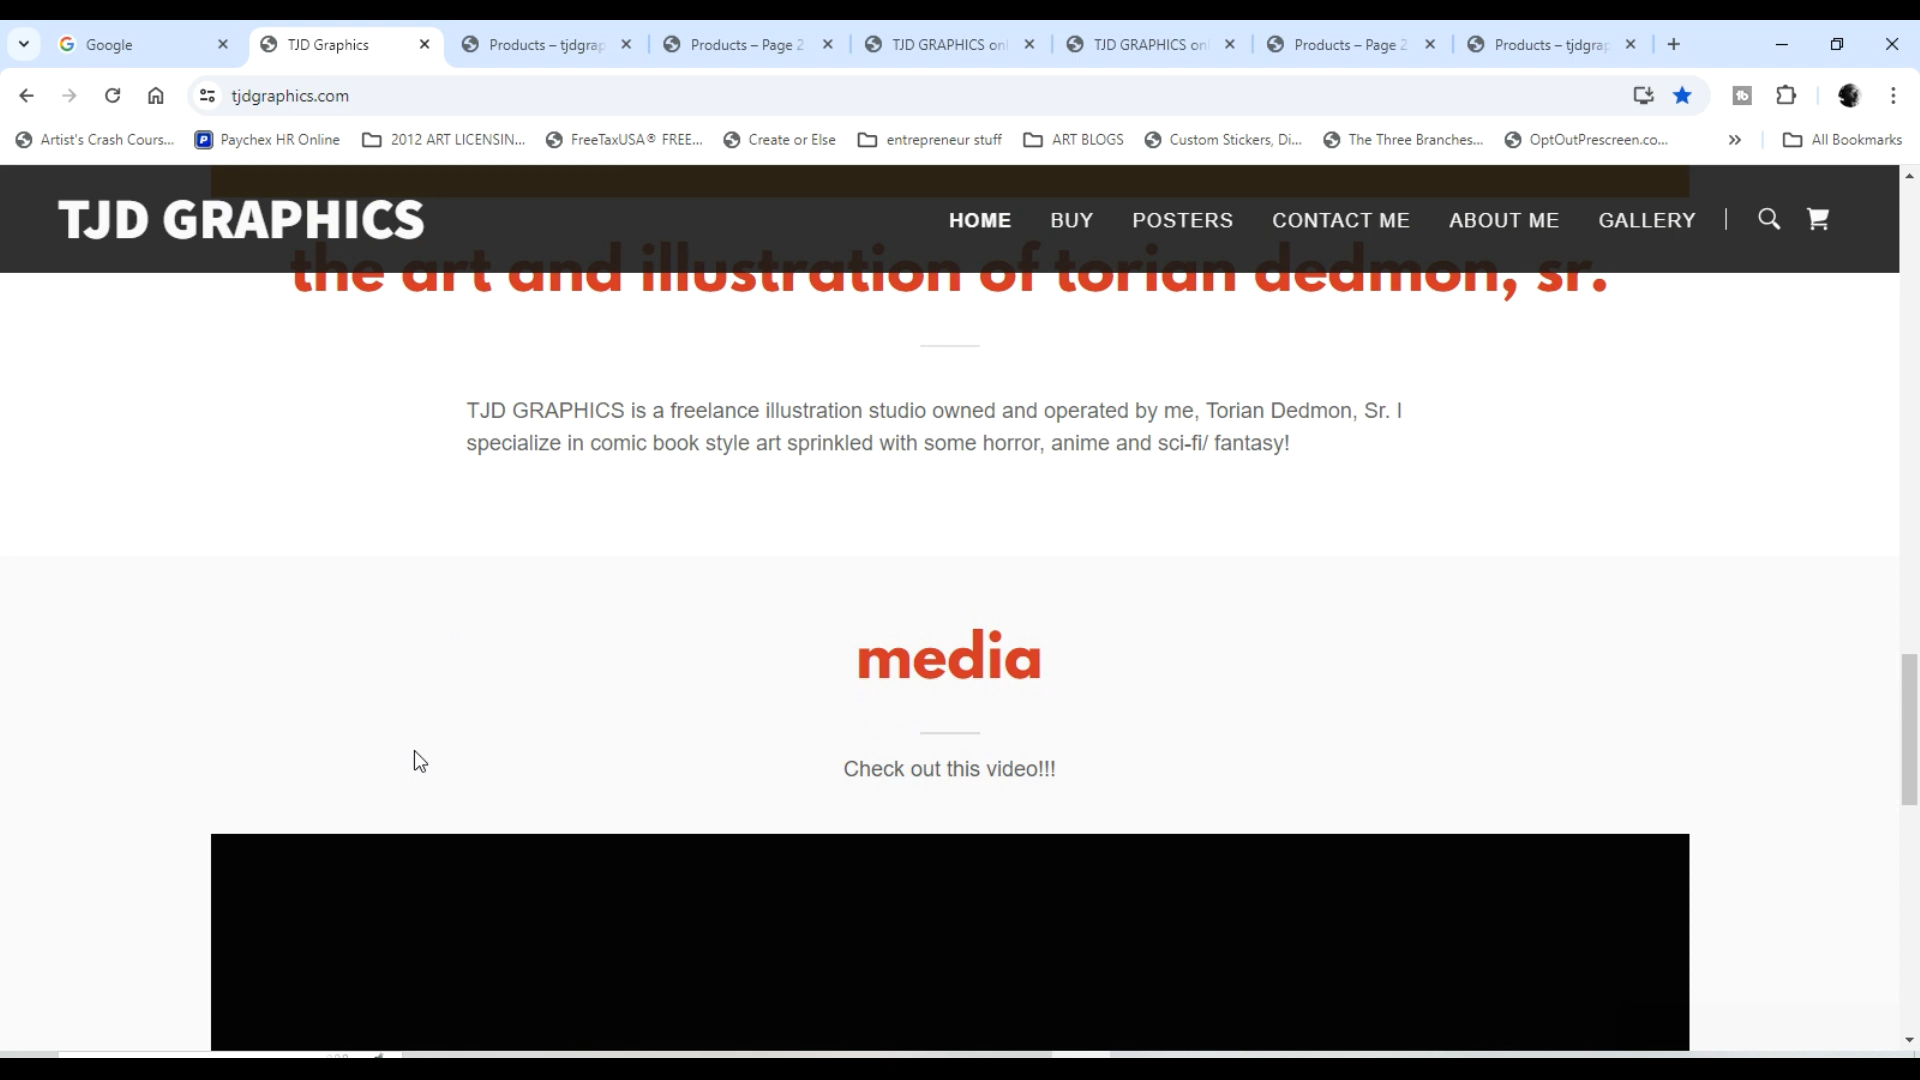 Google
TJD Graphics
Products – tjdgrap
Products – Page 2
TJD GRAPHICS on
TJD GRAPHICS on
Products – Page 2
Products – tjdgrap
tjdgraphics.com
Artist's Crash Cours...
Paychex HR Online
2012 ART LICENSIN...
FreeTaxUSA® FREE...
Create or Else
entrepreneur stuff
ART BLOGS
Custom Stickers, Di...
The Three Branches...
OptOutPrescreen.co...
All Bookmarks
TJD GRAPHICS
HOME
BUY
POSTERS
CONTACT ME
ABOUT ME
GALLERY
the art and illustration of torian dedmon, sr.
TJD GRAPHICS is a freelance illustration studio owned and operated by me, Torian Dedmon, Sr. I
specialize in comic book style art sprinkled with some horror, anime and sci-fi/ fantasy!
media
Check out this video!!!